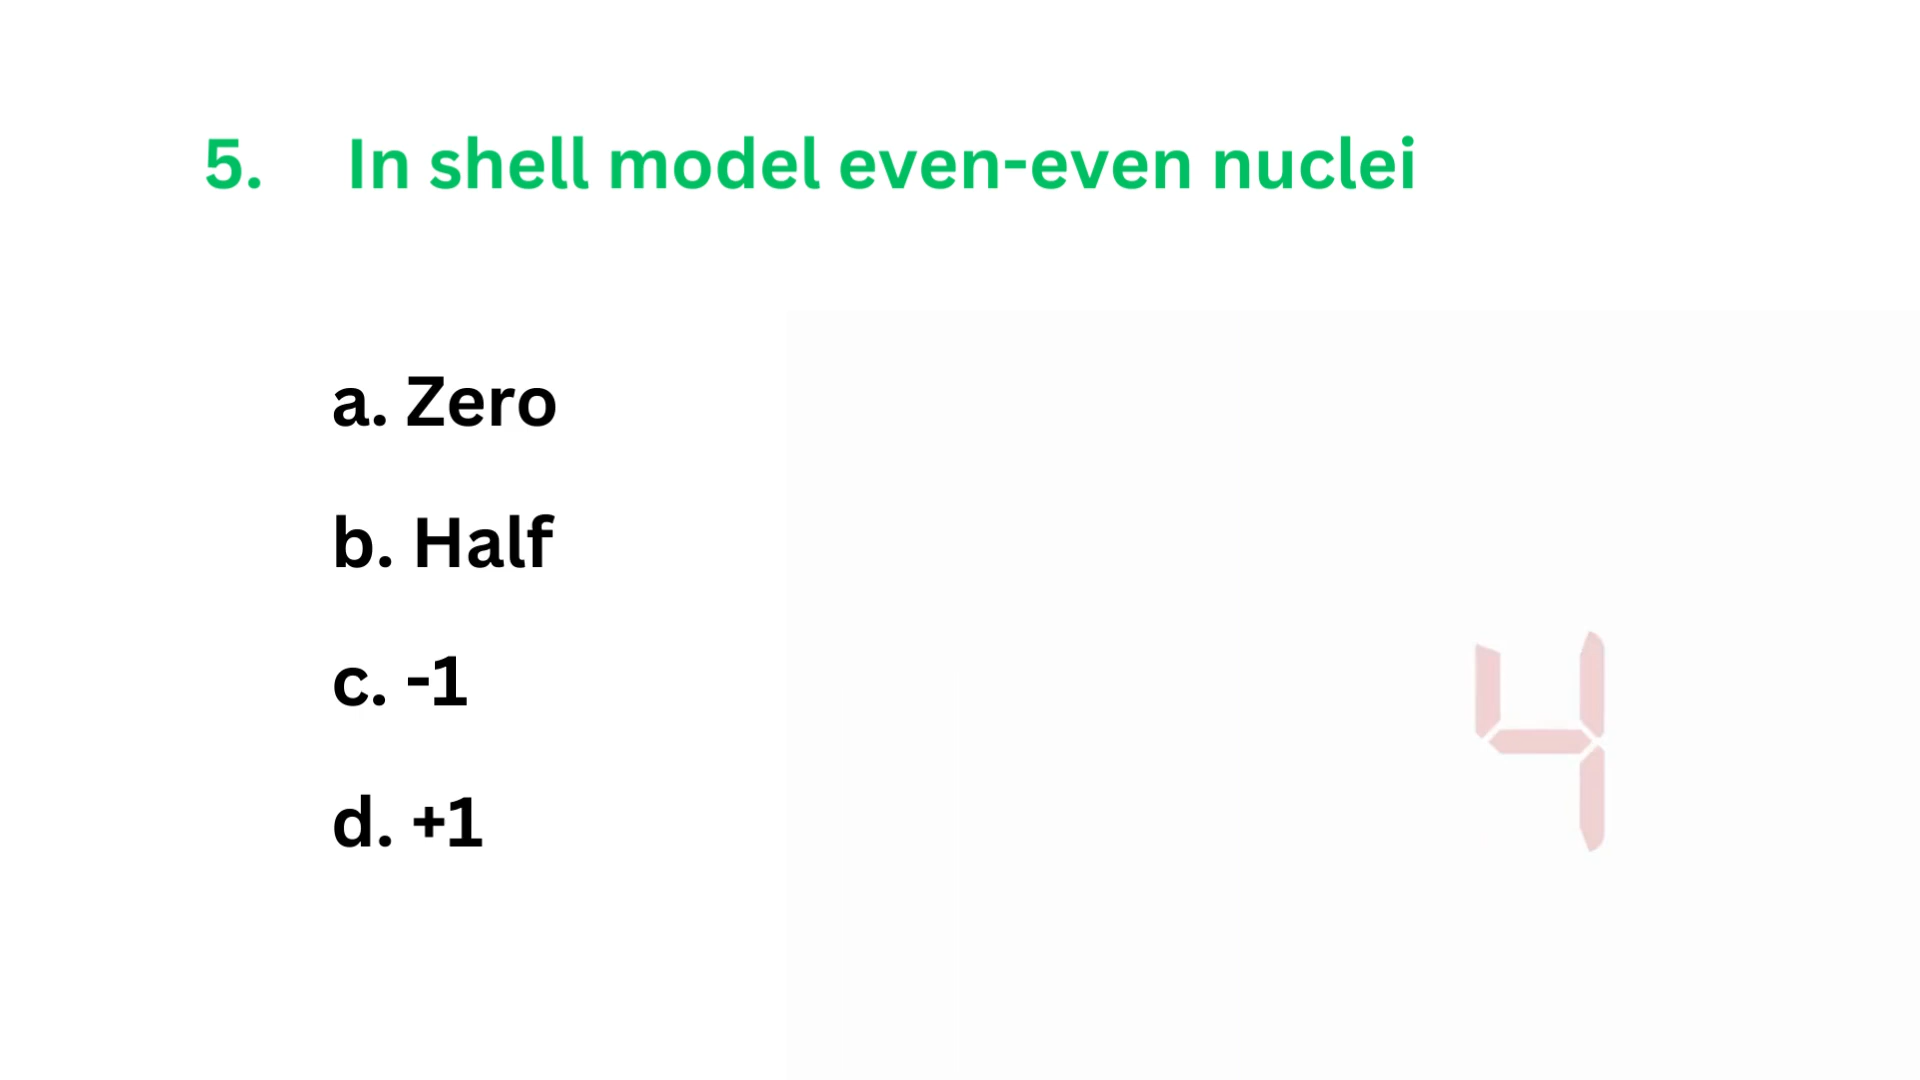 5. In shell model even-even nuclei
a. Zero
b. Half
c. -1
d. +1
4